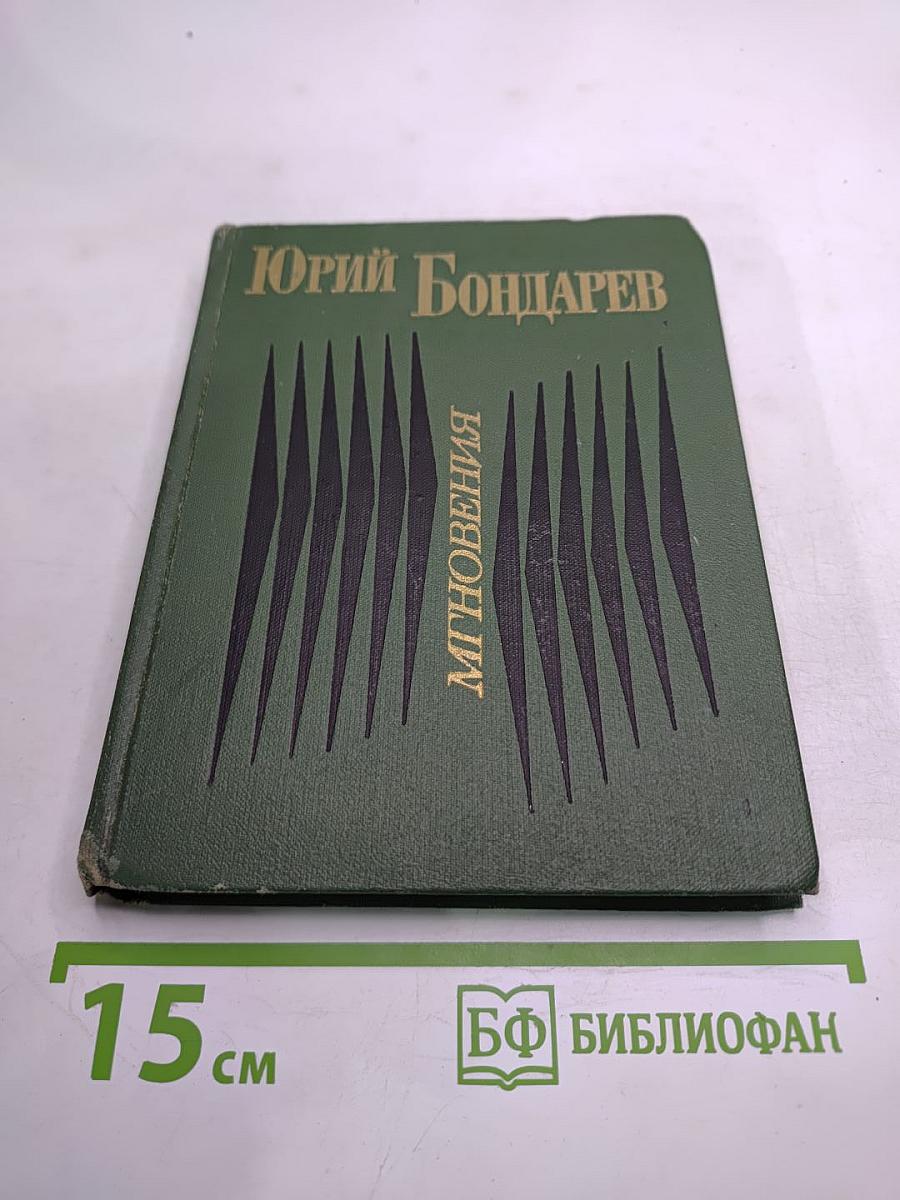 ЮРИЙ БОНДАРЕВ
МГНОВЕНИЯ
15 см
БФ БИБЛИОФАН